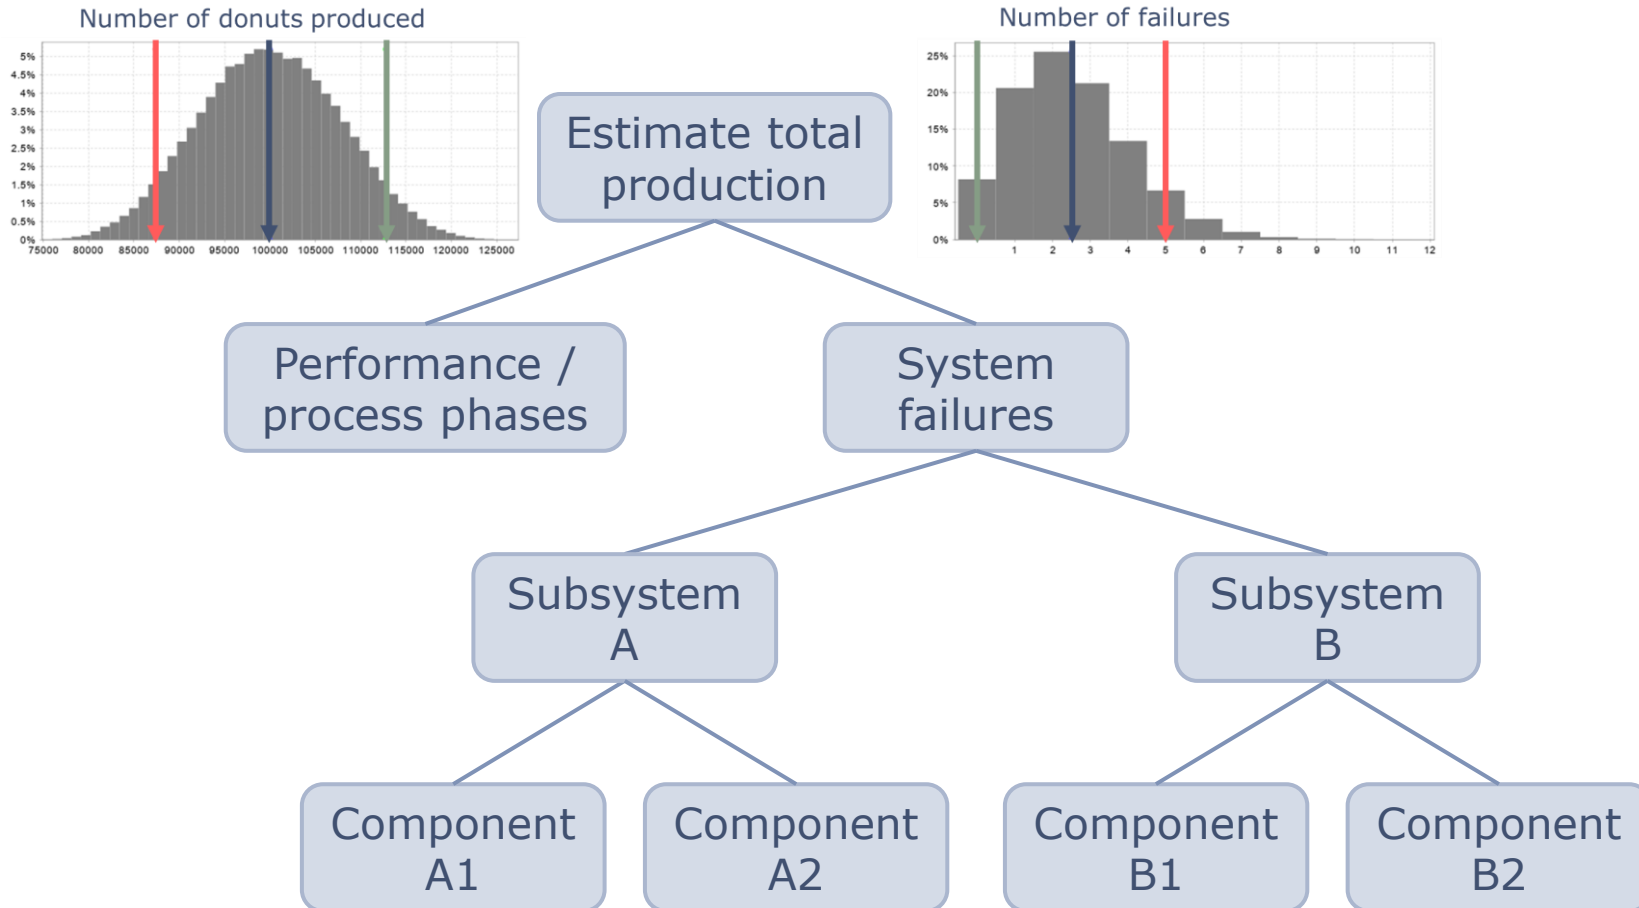 Number of donuts produced
5%
4.5%
4%
3.5%
3%
2.5%
2%
1.5%
1%
0.5%
0%
75000 80000 85000 90000 95000 100000 105000 110000 115000 120000 125000
Number of failures
25%
20%
15%
10%
5%
0%
1 2 3 4 5 6 7 8 9 10 11 12
Estimate total
production
Performance /
process phases
System
failures
Subsystem
A
Subsystem
B
Component
A1
Component
A2
Component
B1
Component
B2